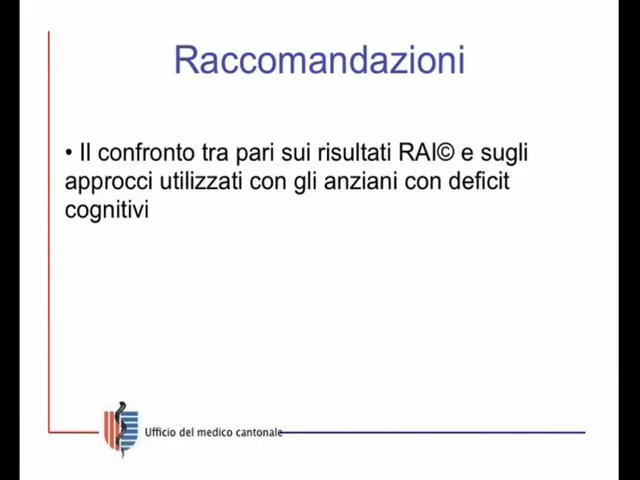 Raccomandazioni
• Il confronto tra pari sui risultati RAI© e sugli
approcci utilizzati con gli anziani con deficit
cognitivi
Ufficio del medico cantonale